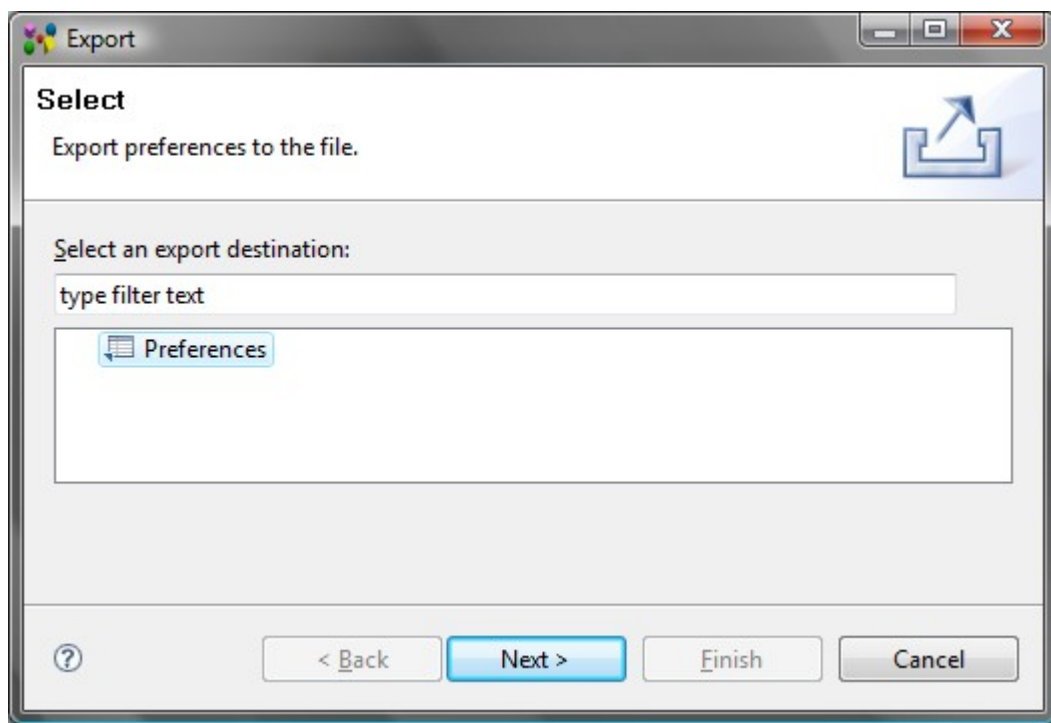 Export
Select
Export preferences to the file.
Select an export destination:
type filter text
Preferences
< Back Next > Finish Cancel